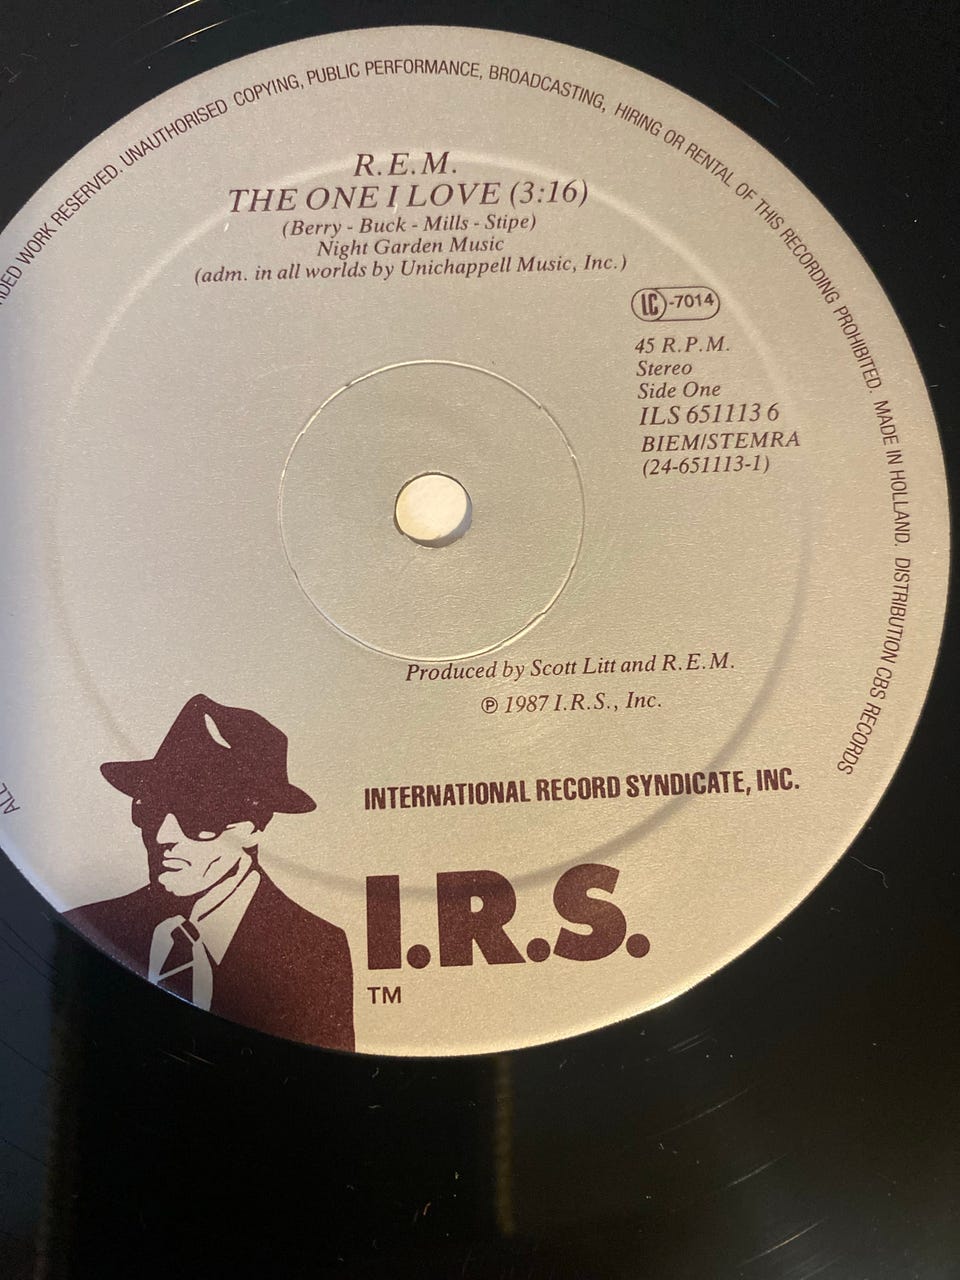 DED WORK RESERVED. UNAUTHORISED COPYING, PUBLIC PERFORMANCE, BROADCASTING, HIRING OR RENTAL OF THIS RECORDING PROHIBITED. MADE IN HOLLAND. DISTRIBUTION CBS RECORDS
R.E.M.
THE ONE I LOVE (3:16)
(Berry - Buck - Mills - Stipe)
Night Garden Music
(adm. in all worlds by Unichappell Music, Inc.)
LC-7014
45 R.P.M.
Stereo
Side One
ILS 651113 6
BIEM/STEMRA
(24-651113-1)
Produced by Scott Litt and R.E.M.
℗ 1987 I.R.S., Inc.
INTERNATIONAL RECORD SYNDICATE, INC.
I.R.S.
TM
ALL